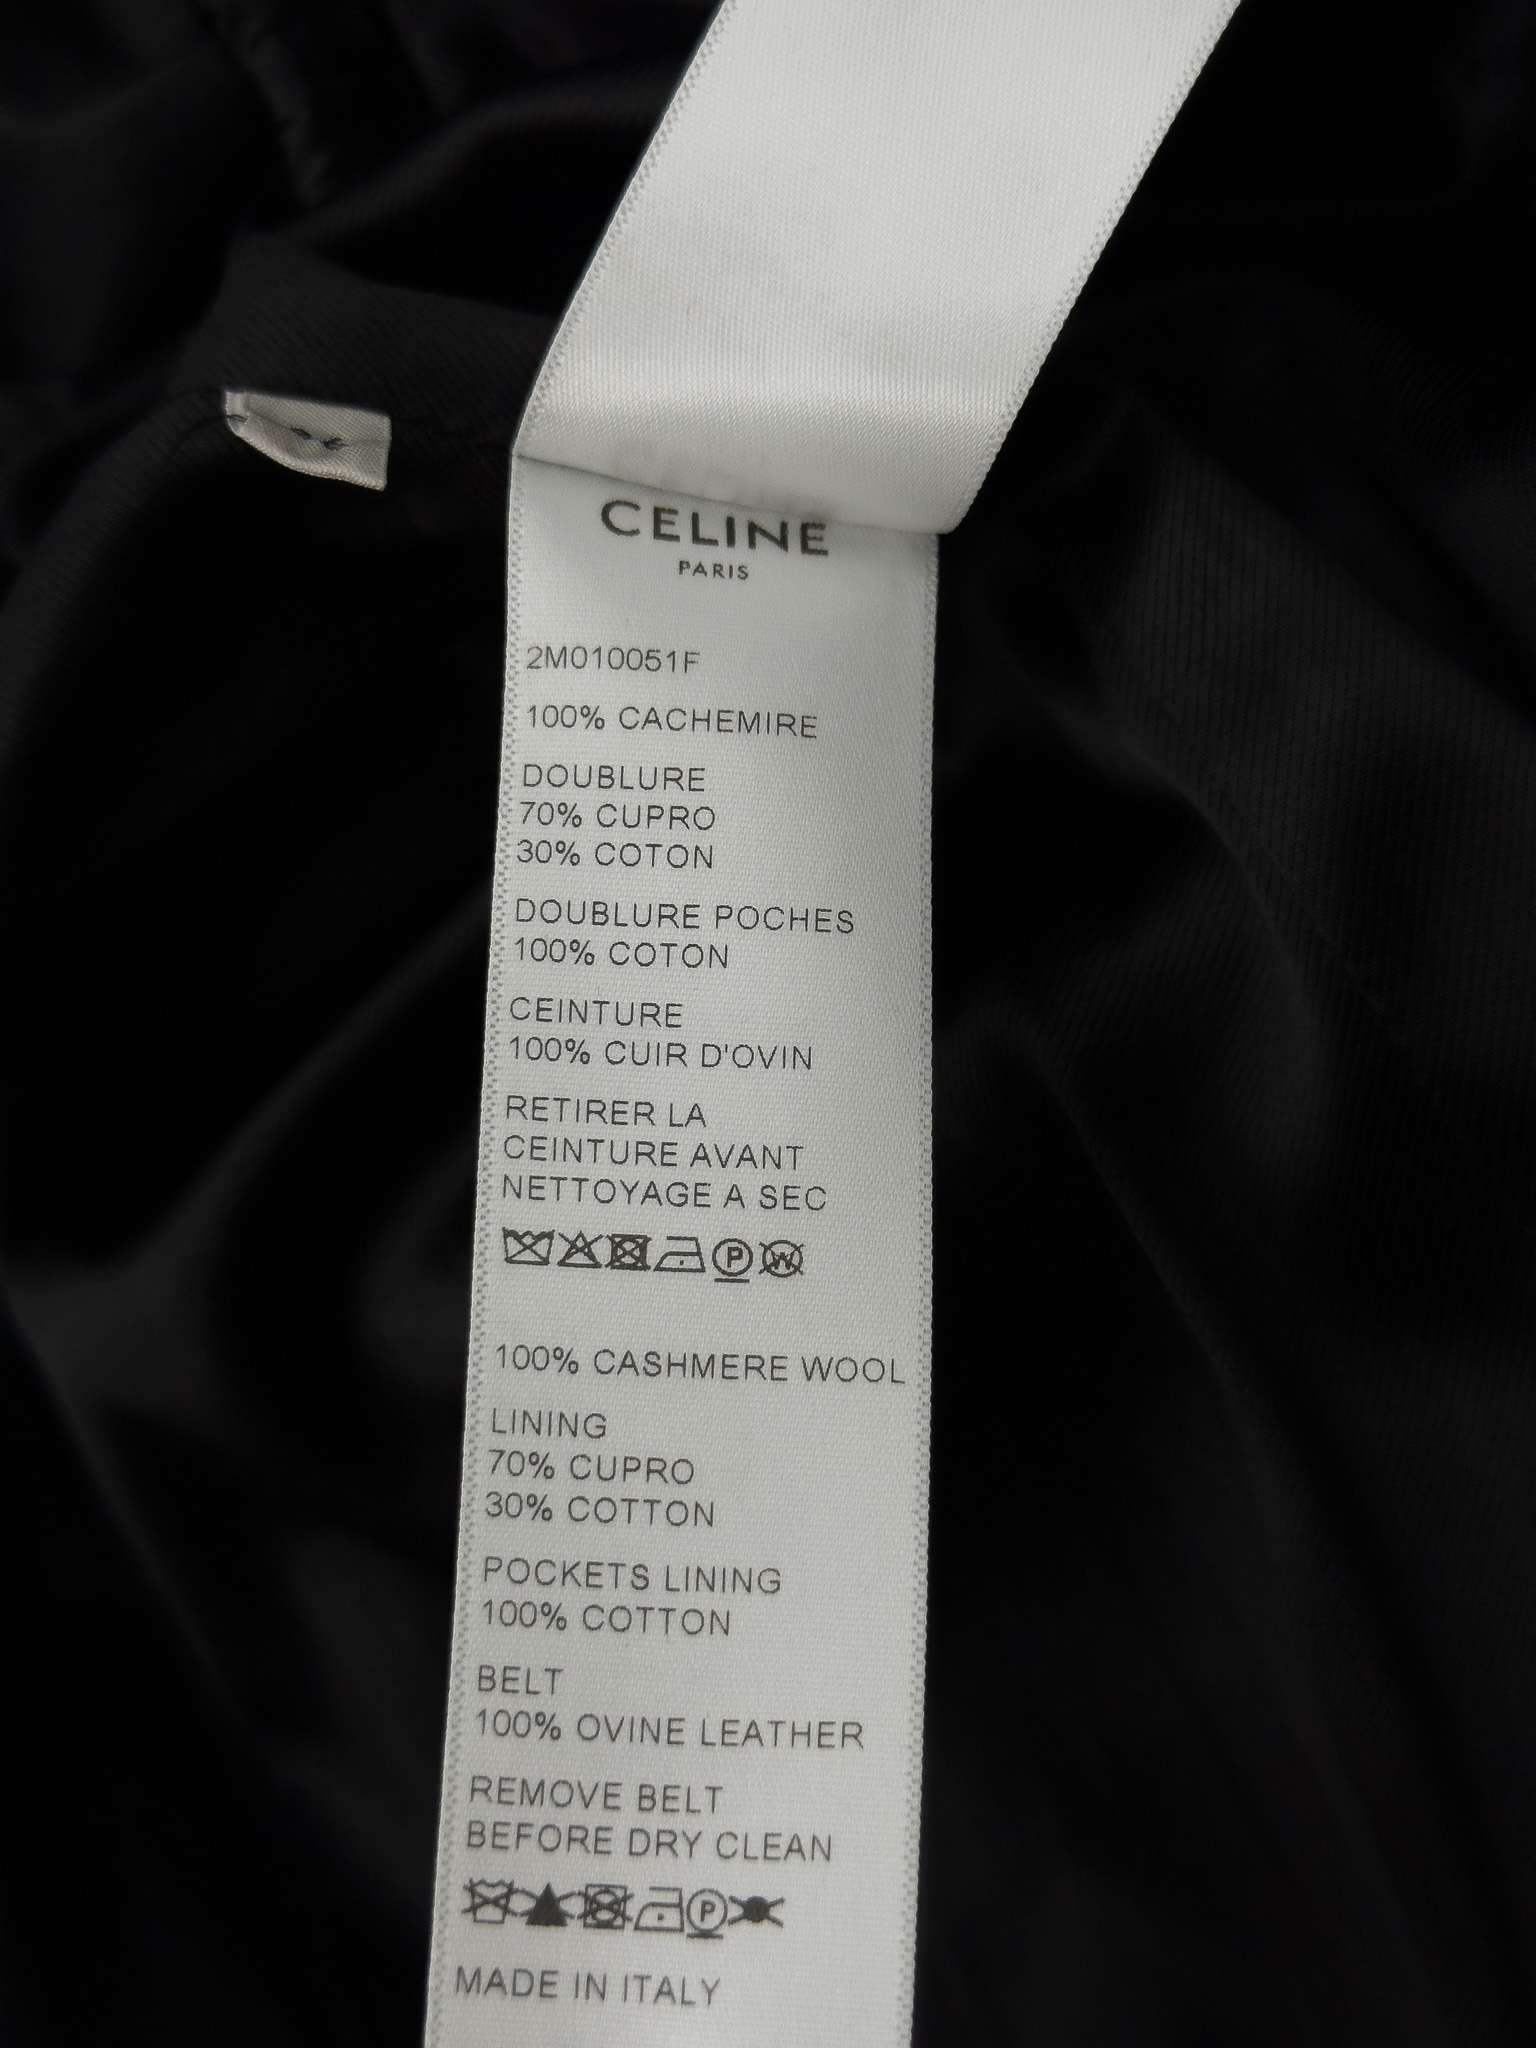 CELINE
PARIS
2M010051F
100% CACHEMIRE
DOUBLURE
70% CUPRO
30% COTON
DOUBLURE POCHES
100% COTON
CEINTURE
100% CUIR D'OVIN
RETIRER LA
CEINTURE AVANT
NETTOYAGE A SEC
P W
100% CASHMERE WOOL
LINING
70% CUPRO
30% COTTON
POCKETS LINING
100% COTTON
BELT
100% OVINE LEATHER
REMOVE BELT
BEFORE DRY CLEAN
P
MADE IN ITALY